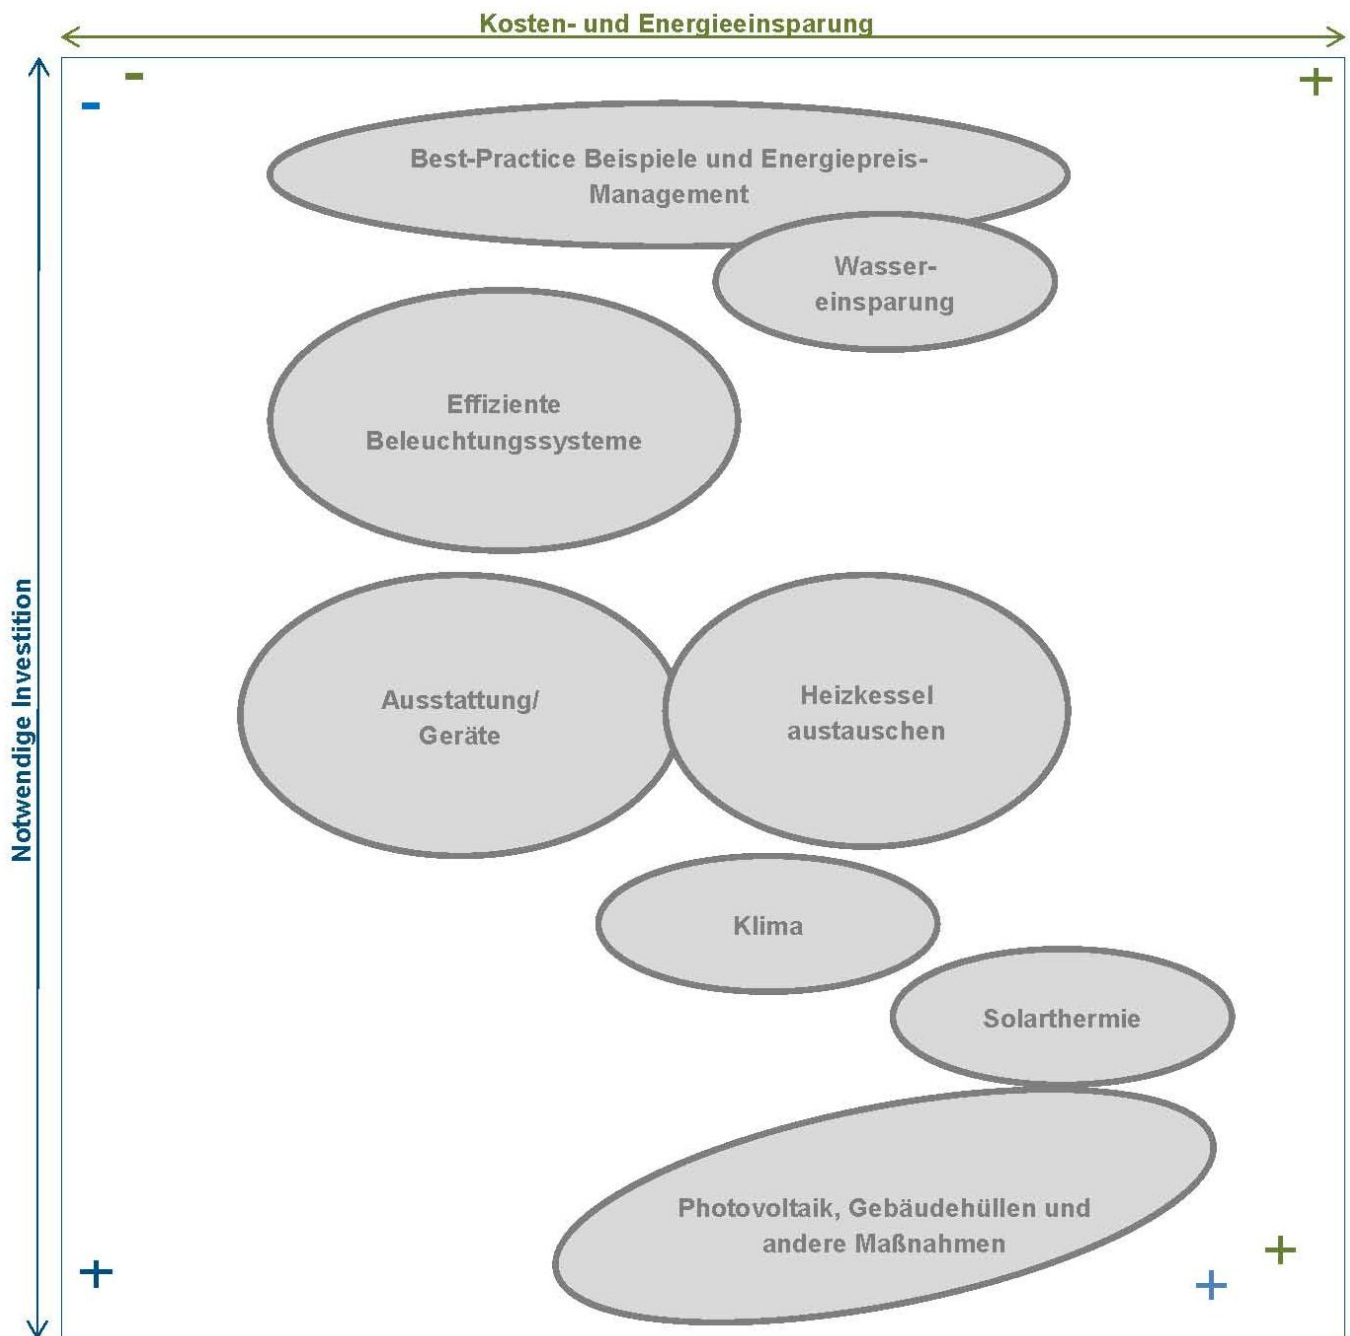 Kosten- und Energieeinsparung
-
+
-
Best-Practice Beispiele und Energiepreis-
Management
Wasser-
einsparung
Effiziente
Beleuchtungssysteme
Notwendige Investition
Ausstattung/
Geräte
Heizkessel
austauschen
Klima
Solarthermie
Photovoltaik, Gebäudehüllen und
andere Maßnahmen
+
+
+